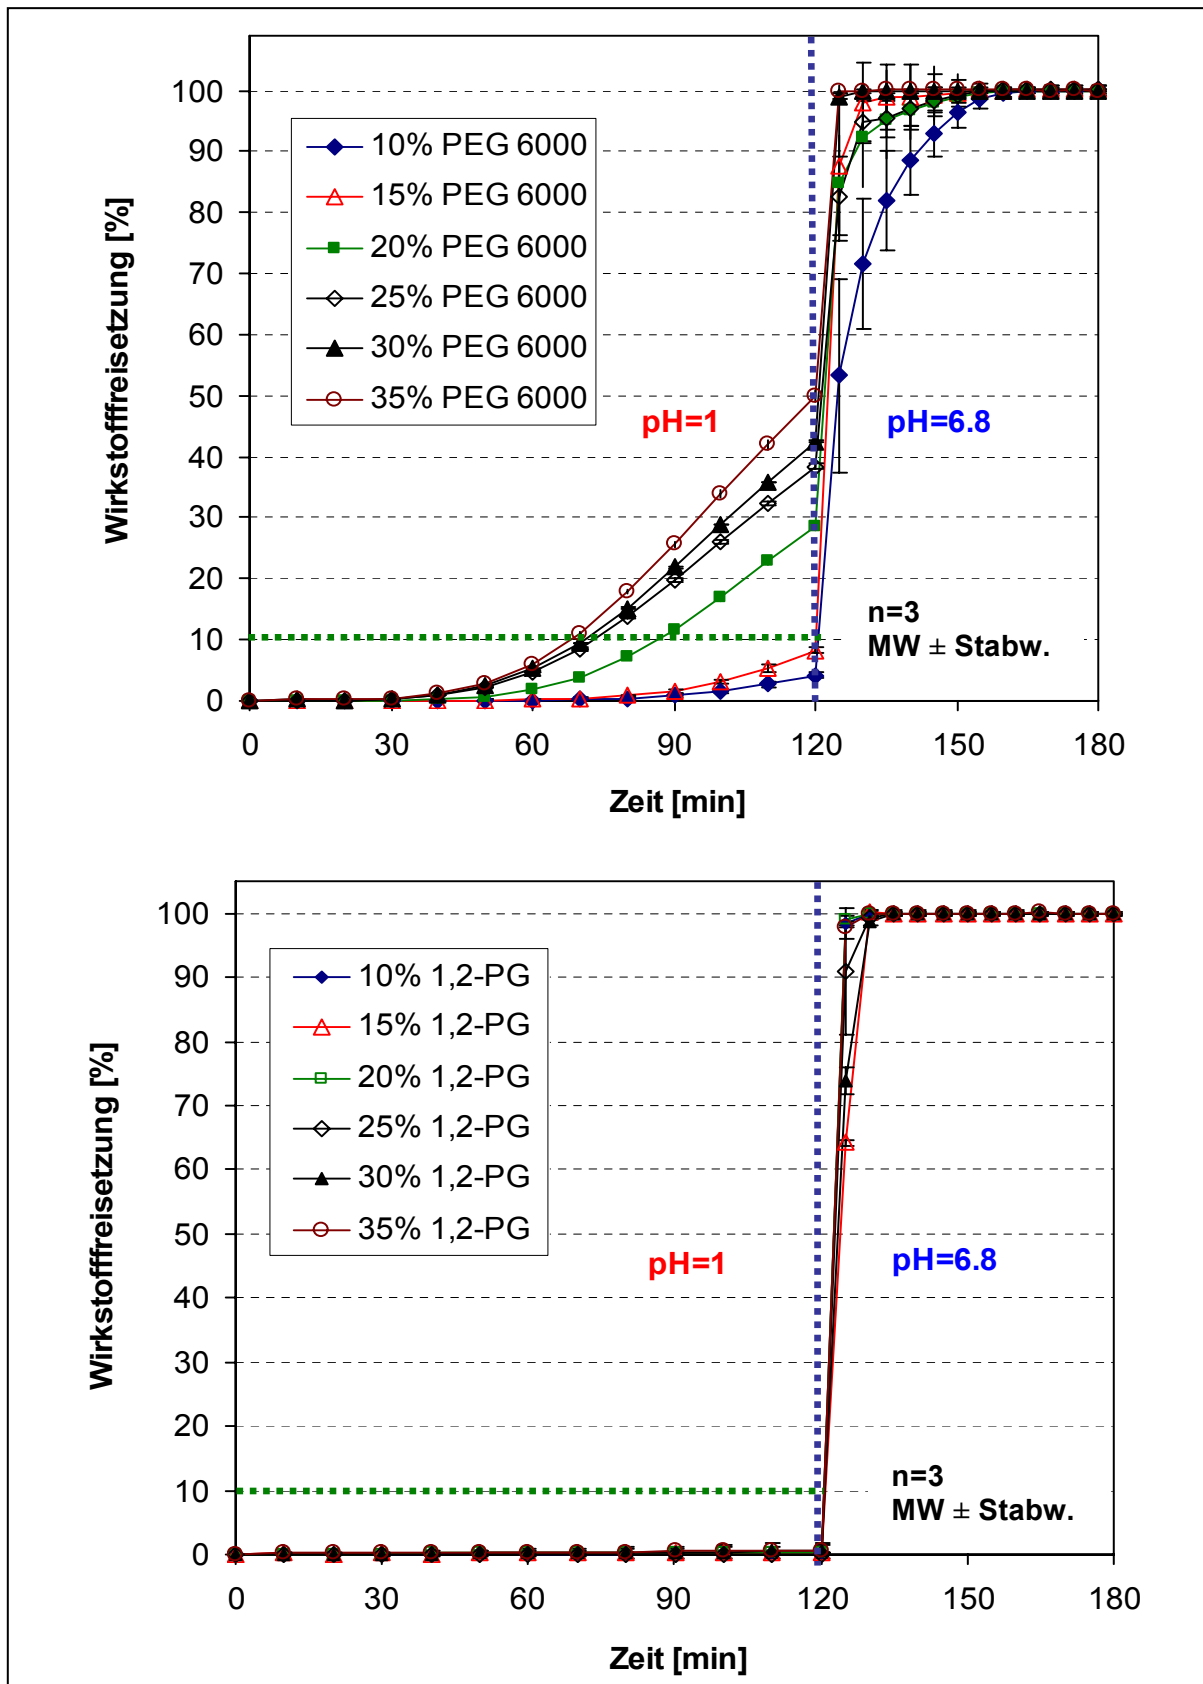 Wirkstofffreisetzung [%]
100
90
80
70
60
50
40
30
20
10
0
10% PEG 6000
15% PEG 6000
20% PEG 6000
25% PEG 6000
30% PEG 6000
35% PEG 6000
pH=1
pH=6.8
n=3
MW ± Stabw.
0 30 60 90 120 150 180
Zeit [min]
Wirkstofffreisetzung [%]
100
90
80
70
60
50
40
30
20
10
0
10% 1,2-PG
15% 1,2-PG
20% 1,2-PG
25% 1,2-PG
30% 1,2-PG
35% 1,2-PG
pH=1
pH=6.8
n=3
MW ± Stabw.
0 30 60 90 120 150 180
Zeit [min]